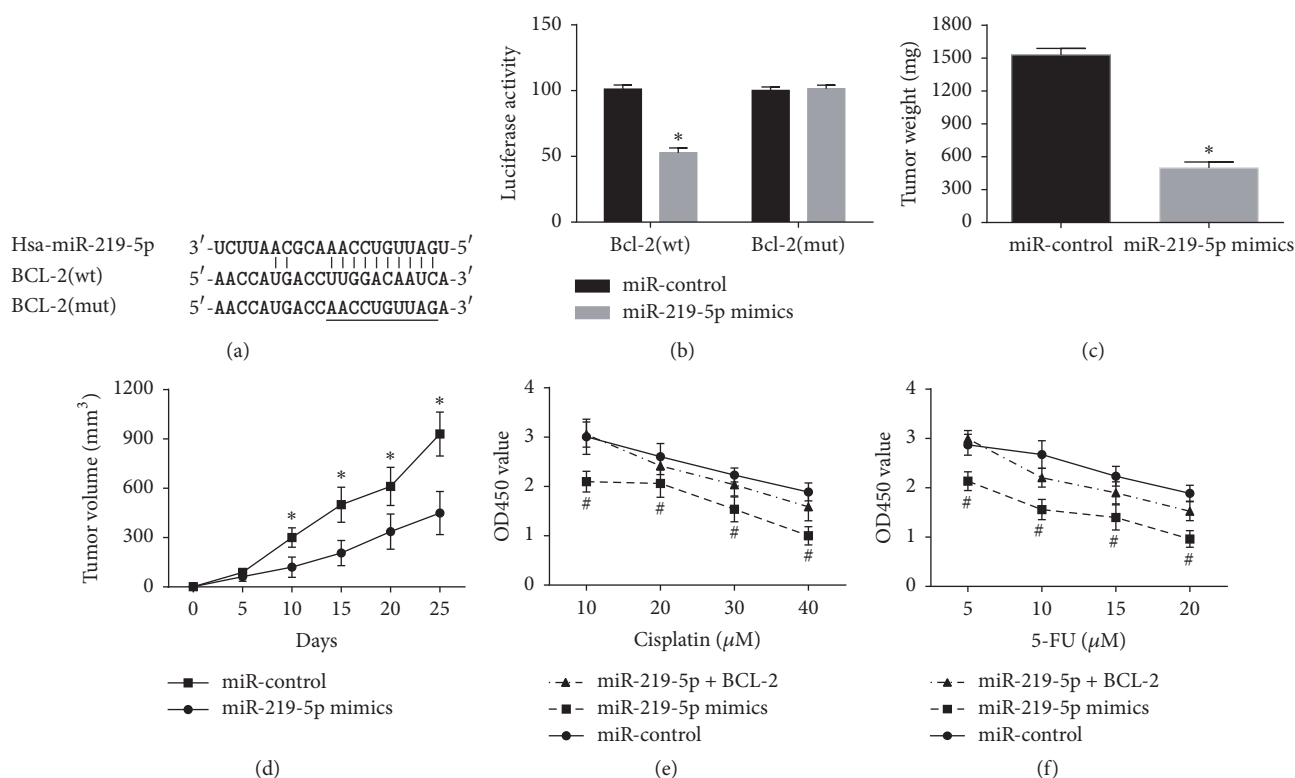 Hsa-miR-219-5p 3′-UCUUAACGCAAACCUGUUAGU-5′
BCL-2(wt) 5′-AACCAUGACCUUGGACAAUCA-3′
BCL-2(mut) 5′-AACCAUGACCAACCUGUUAGA-3′
(a)
150
100
50
0
Luciferase activity
*
Bcl-2(wt) Bcl-2(mut)
miR-control
miR-219-5p mimics
(b)
1800
1500
1200
900
600
300
0
Tumor weight (mg)
*
miR-control miR-219-5p mimics
(c)
1200
900
600
300
0
Tumor volume (mm³)
* * * *
0 5 10 15 20 25
Days
miR-control
miR-219-5p mimics
(d)
4
3
2
1
0
OD450 value
# # # #
10 20 30 40
Cisplatin (μM)
miR-219-5p + BCL-2
miR-219-5p mimics
miR-control
(e)
4
3
2
1
0
OD450 value
# # # #
5 10 15 20
5-FU (μM)
miR-219-5p + BCL-2
miR-219-5p mimics
miR-control
(f)